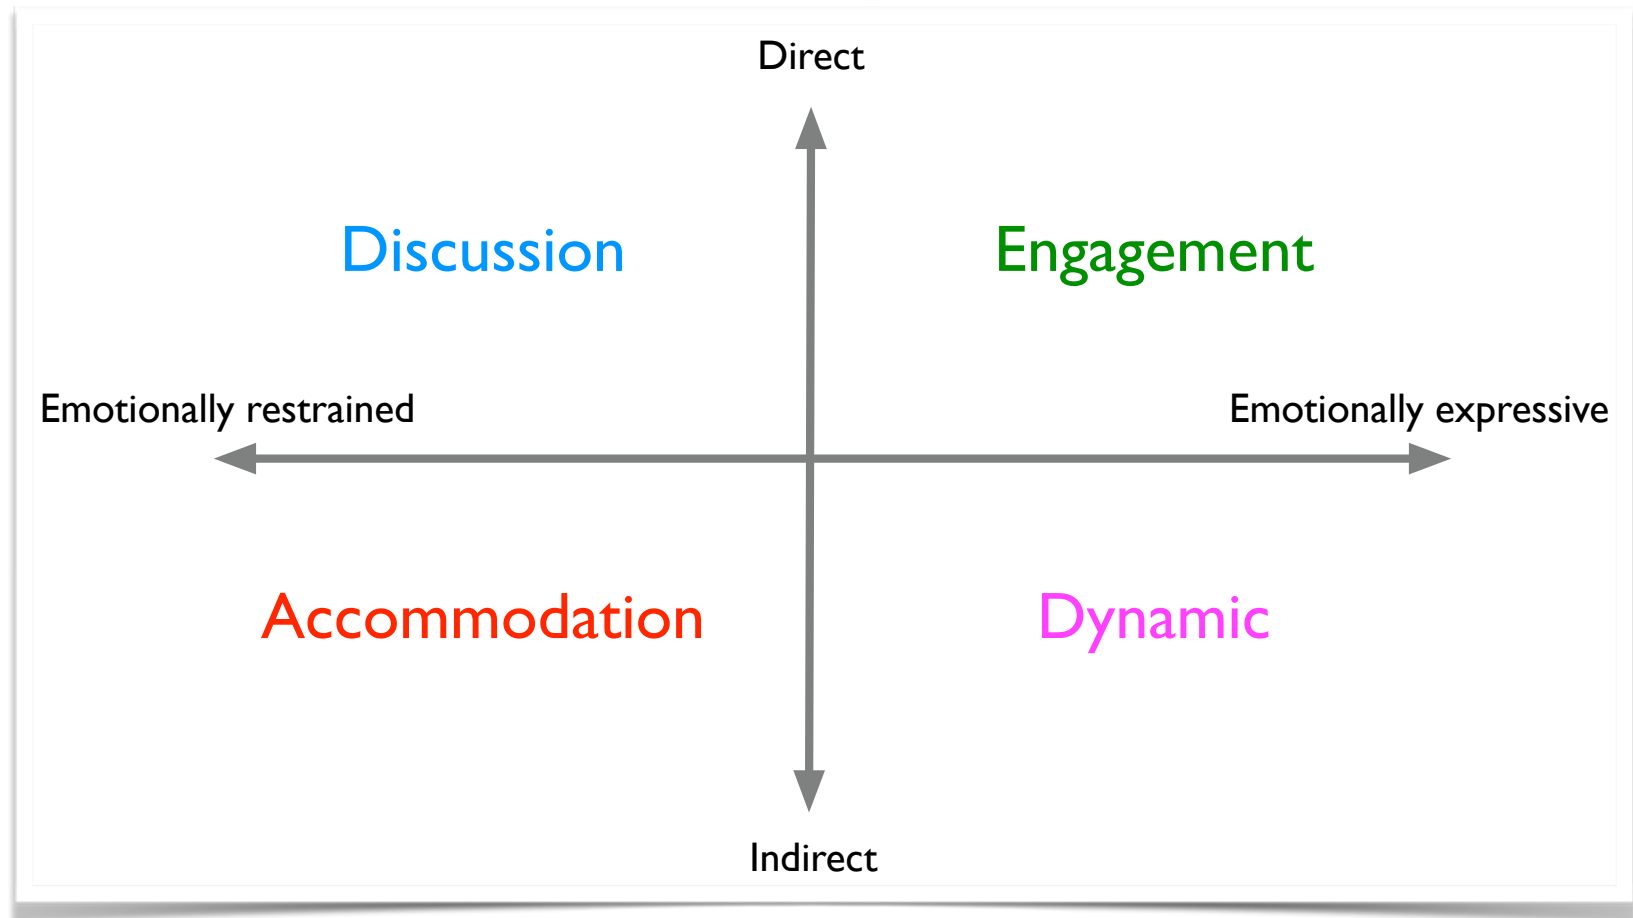 Direct
Discussion
Engagement
Emotionally restrained
Emotionally expressive
Accommodation
Dynamic
Indirect